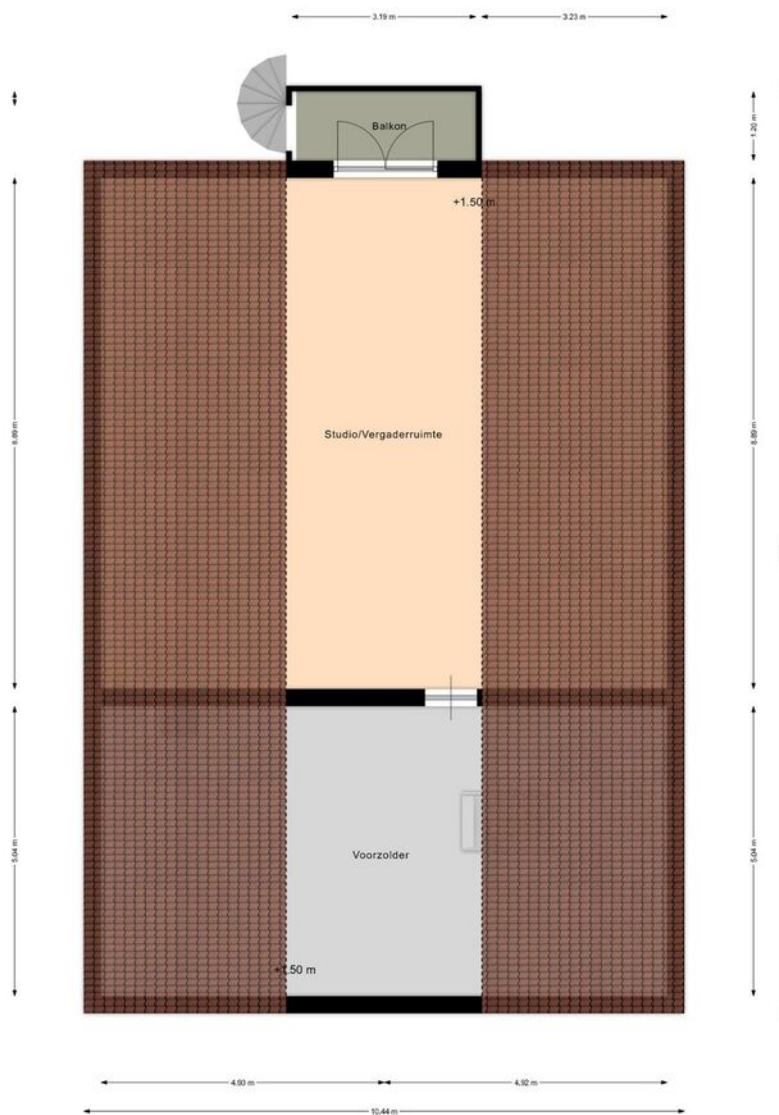 3.19 m
3.23 m
Balkon
1.20 m
+1.50 m
8.89 m
8.89 m
Studio/Vergaderruimte
5.04 m
5.04 m
Voorzolder
+1.50 m
4.90 m
4.92 m
10.44 m